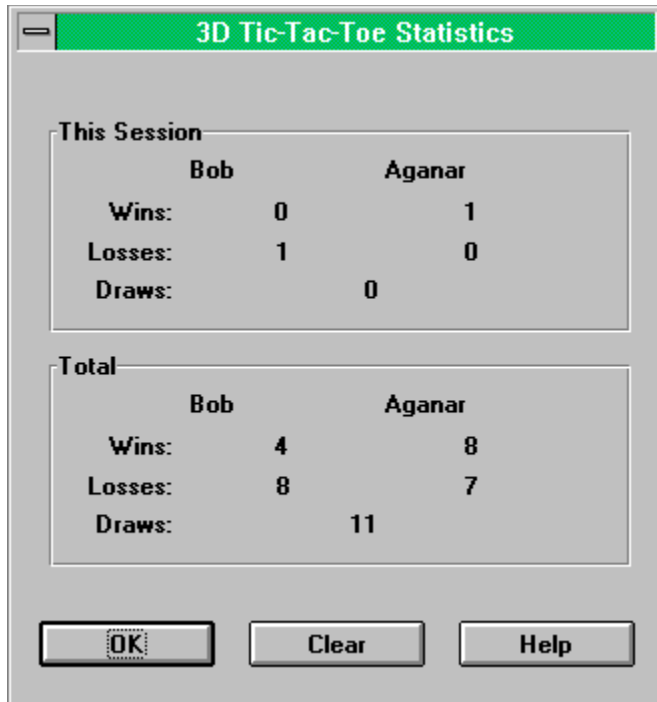 3D Tic-Tac-Toe Statistics
This Session
Bob Aganar
Wins: 0 1
Losses: 1 0
Draws: 0
Total
Bob Aganar
Wins: 4 8
Losses: 8 7
Draws: 11
OK Clear Help